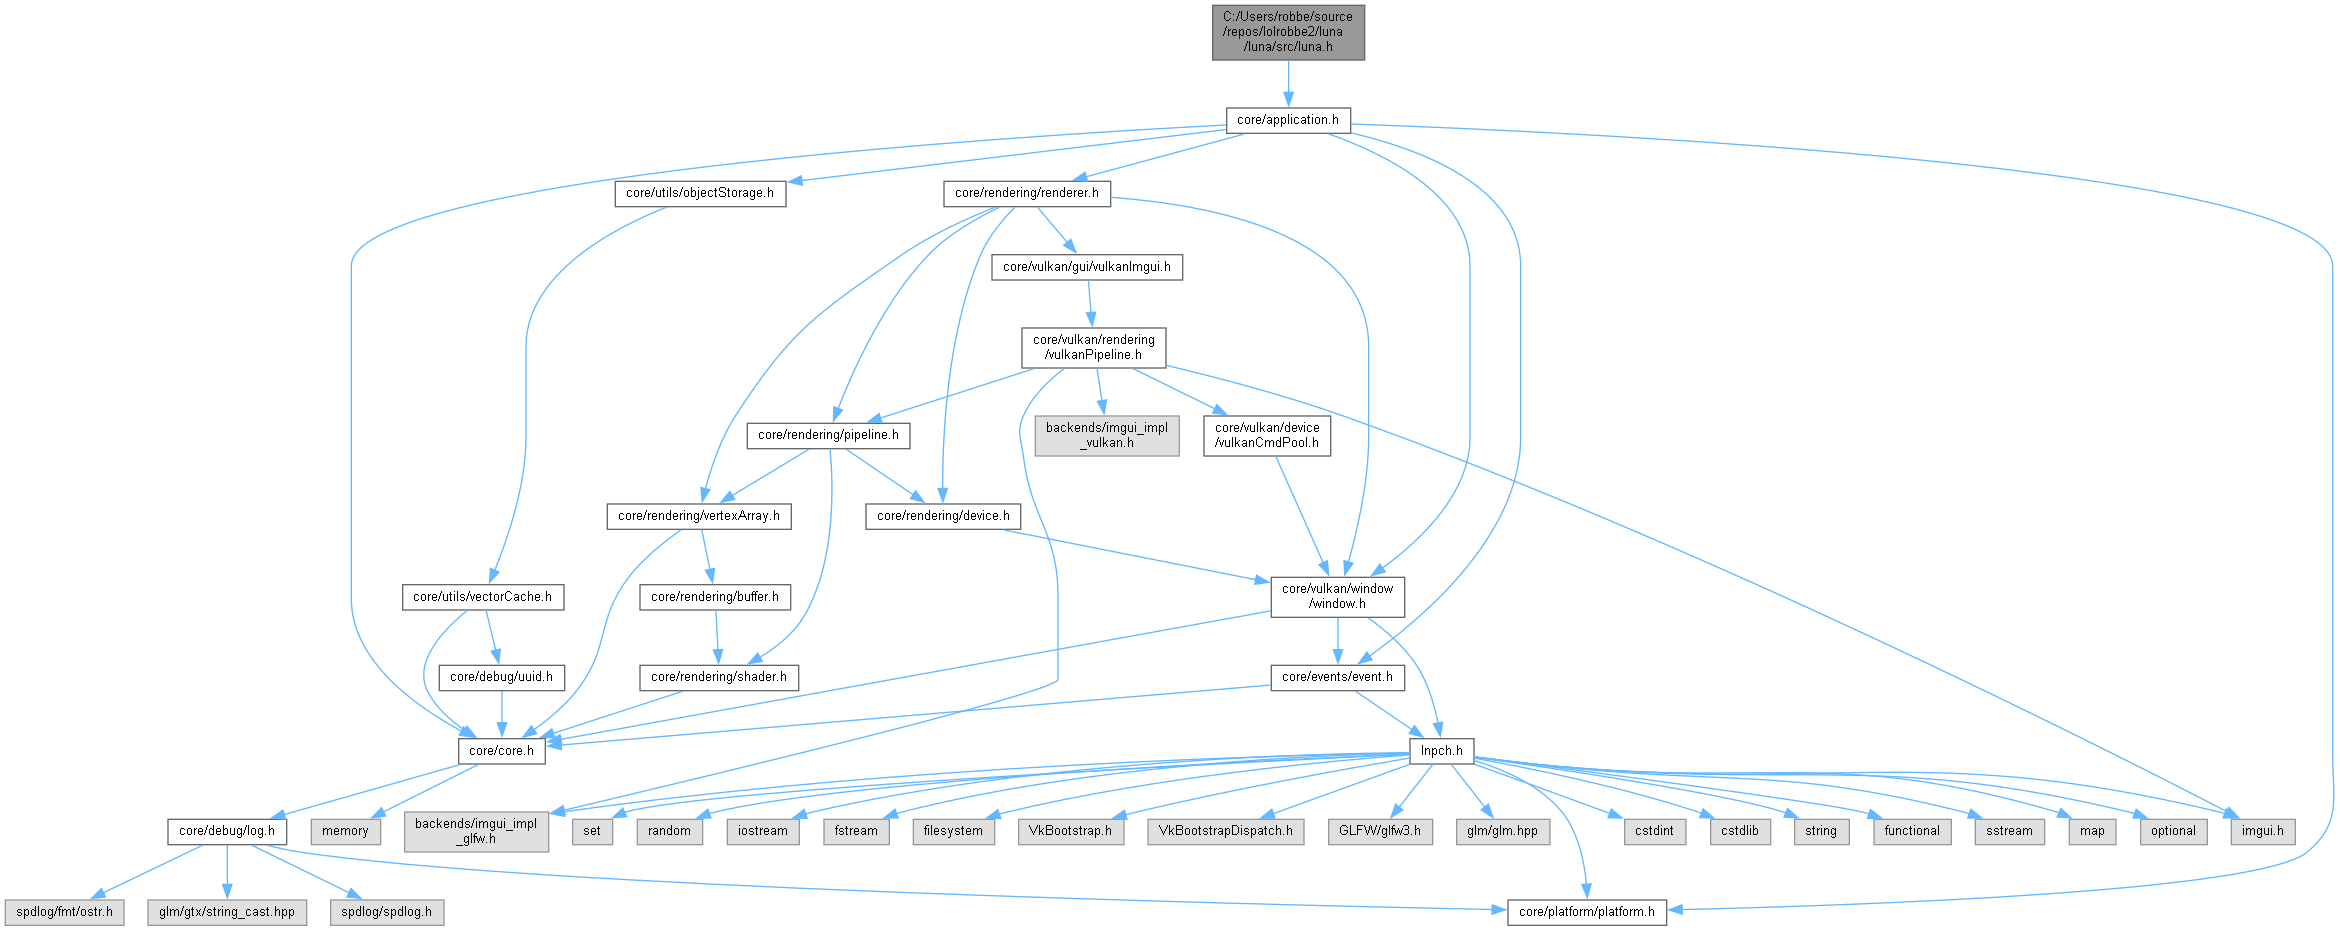 C:/Users/robbe/source
/repos/lolrobbe2/luna
/luna/src/luna.h
core/application.h
core/utils/objectStorage.h
core/rendering/renderer.h
core/vulkan/gui/vulkanImgui.h
core/vulkan/rendering
/vulkanPipeline.h
core/rendering/pipeline.h
backends/imgui_impl
_vulkan.h
core/vulkan/device
/vulkanCmdPool.h
core/rendering/vertexArray.h
core/rendering/device.h
core/utils/vectorCache.h
core/rendering/buffer.h
core/vulkan/window
/window.h
core/debug/uuid.h
core/rendering/shader.h
core/events/event.h
core/core.h
lnpch.h
core/debug/log.h
memory
backends/imgui_impl
_glfw.h
set
random
iostream
fstream
filesystem
VkBootstrap.h
VkBootstrapDispatch.h
GLFW/glfw3.h
glm/glm.hpp
cstdint
cstdlib
string
functional
sstream
map
optional
imgui.h
spdlog/fmt/ostr.h
glm/gtx/string_cast.hpp
spdlog/spdlog.h
core/platform/platform.h